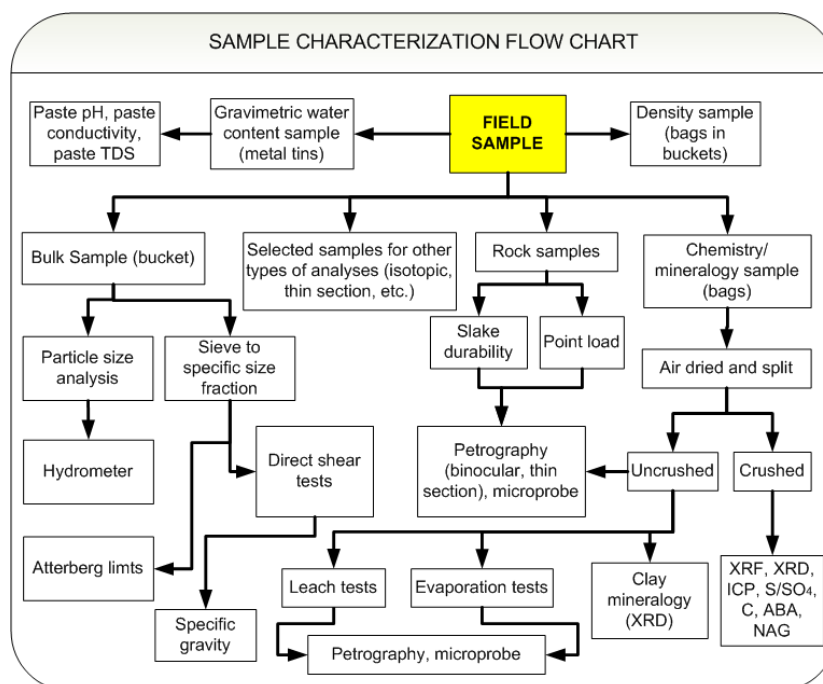 SAMPLE CHARACTERIZATION FLOW CHART
Paste pH, paste
conductivity,
paste TDS
Gravimetric water
content sample
(metal tins)
FIELD
SAMPLE
Density sample
(bags in
buckets)
Bulk Sample (bucket)
Selected samples for other
types of analyses (isotopic,
thin section, etc.)
Rock samples
Chemistry/
mineralogy sample
(bags)
Particle size
analysis
Sieve to
specific size
fraction
Slake
durability
Point load
Air dried and split
Hydrometer
Direct shear
tests
Petrography
(binocular, thin
section), microprobe
Uncrushed
Crushed
Atterberg limts
Specific
gravity
Leach tests
Evaporation tests
Clay
mineralogy
(XRD)
XRF, XRD,
ICP, S/SO₄,
C, ABA,
NAG
Petrography, microprobe